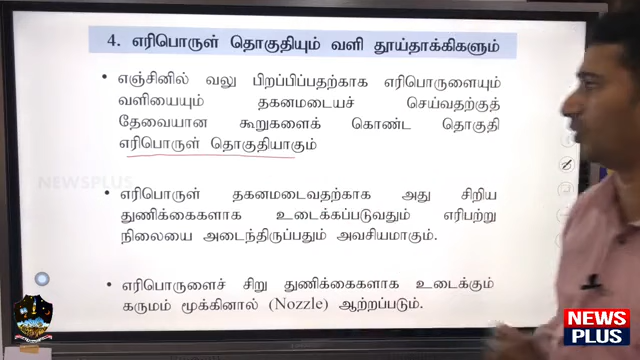 4. எரிபொருள் தொகுதியும் வளி தூய்தாக்கிகளும்
• எஞ்சினில் வலு பிறப்பிப்பதற்காக எரிபொருளையும்
வளியையும் தகனமடையச் செய்வதற்குத்
தேவையான கூறுகளைக் கொண்ட தொகுதி
எரிபொருள் தொகுதியாகும்
NEWSPLUS
• எரிபொருள் தகனமடைவதற்காக அது சிறிய
துணிக்கைகளாக உடைக்கப்படுவதும் எரிபற்று
நிலையை அடைந்திருப்பதும் அவசியமாகும்.
• எரிபொருளைச் சிறு துணிக்கைகளாக உடைக்கும்
கருமம் மூக்கினால் (Nozzle) ஆற்றப்படும்.
NEWS
PLUS